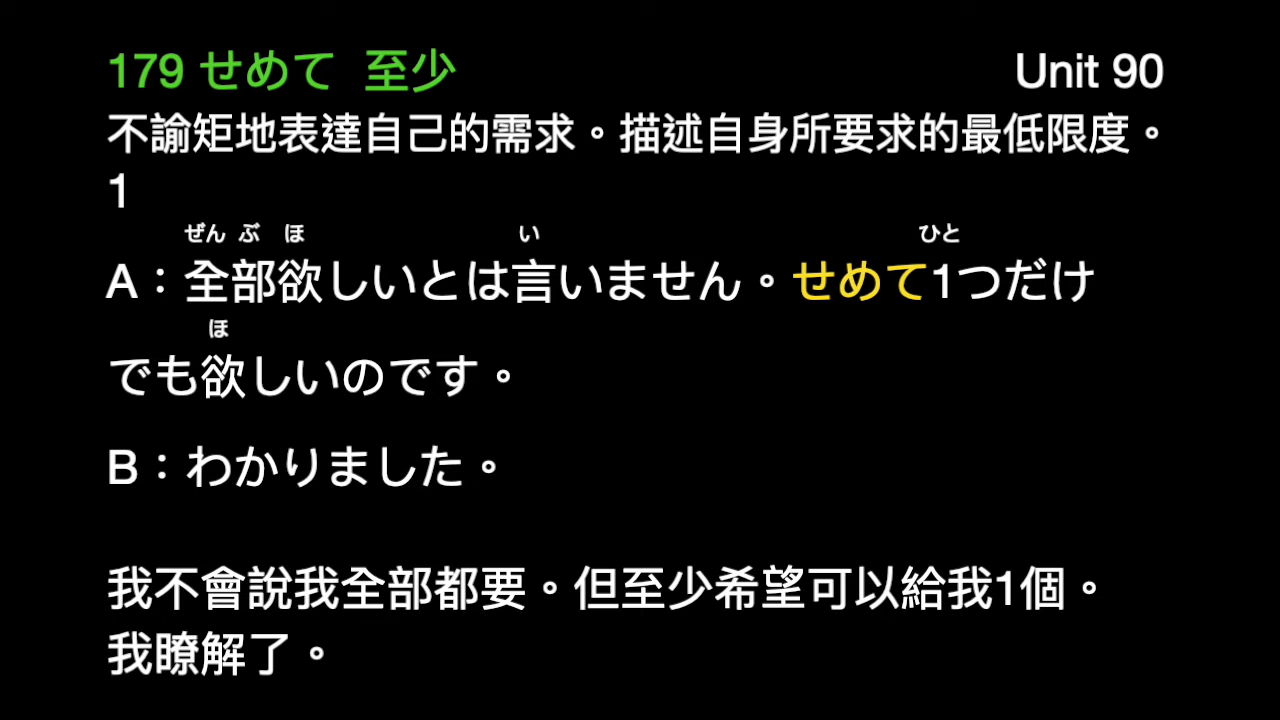 179 せめて 至少
Unit 90
不諭矩地表達自己的需求。描述自身所要求的最低限度。
1
ぜん ぶ ほ い ひと
A：全部欲しいとは言いません。せめて1つだけ
ほ
でも欲しいのです。
B：わかりました。
我不會說我全部都要。但至少希望可以給我1個。
我瞭解了。